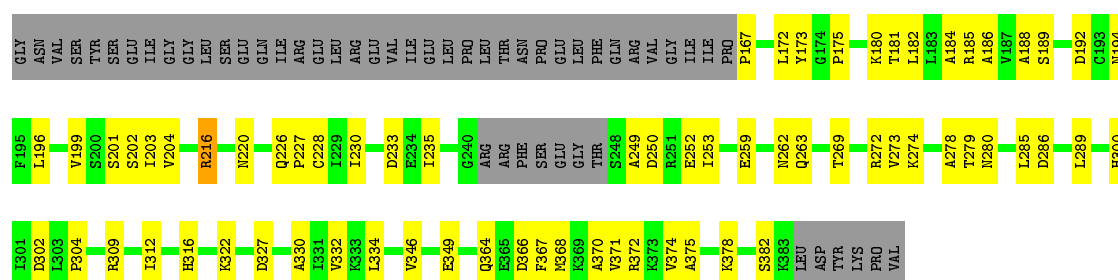 GLY ASN VAL SER TYR SER GLU ILE GLY GLY LEU SER GLU GLN ILE ARG GLU LEU ARG GLU VAL ILE GLU LEU PRO LEU THR ASN PRO GLU LEU PHE GLN ARG VAL GLY ILE ILE PRO P167 L172 Y173 G174 P175 K180 T181 L182 L183 A184 R185 A186 V187 A188 S189 D192 C193 N194
F195 L196 V199 S200 S201 S202 I203 V204 R216 N220 Q226 P227 C228 I229 I230 D233 E234 I235 G240 ARG ARG PHE SER GLU GLY THR S248 A249 D250 R251 E252 I253 E259 N262 Q263 T269 R272 V273 K274 A278 T279 N280 L285 D286 L289 H300
I301 D302 L303 P304 R309 I312 H316 K322 D327 A330 I331 V332 K333 L334 V346 E349 Q364 E365 D366 F367 M368 K369 A370 V371 R372 K373 V374 A375 K378 S382 K383 LEU ASP TYR LYS PRO VAL